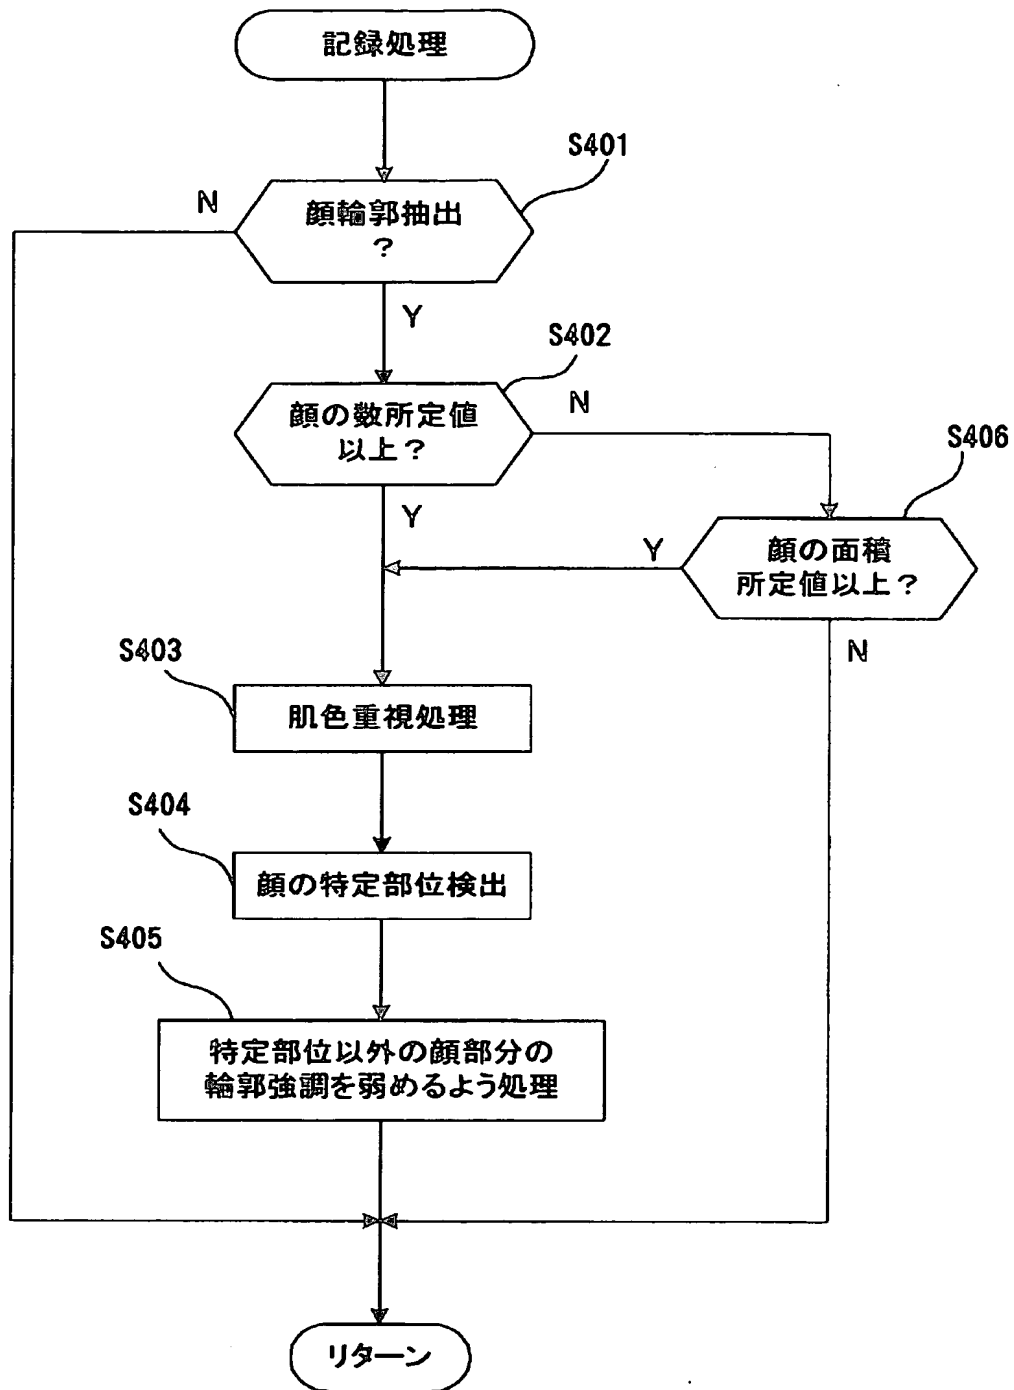 記録処理
S401
N
顔輪郭抽出
？
Y
S402
顔の数所定値
以上？
N
S406
Y
Y
顔の面積
所定値以上？
N
S403
肌色重視処理
S404
顔の特定部位検出
S405
特定部位以外の顔部分の
輪郭強調を弱めるよう処理
リターン